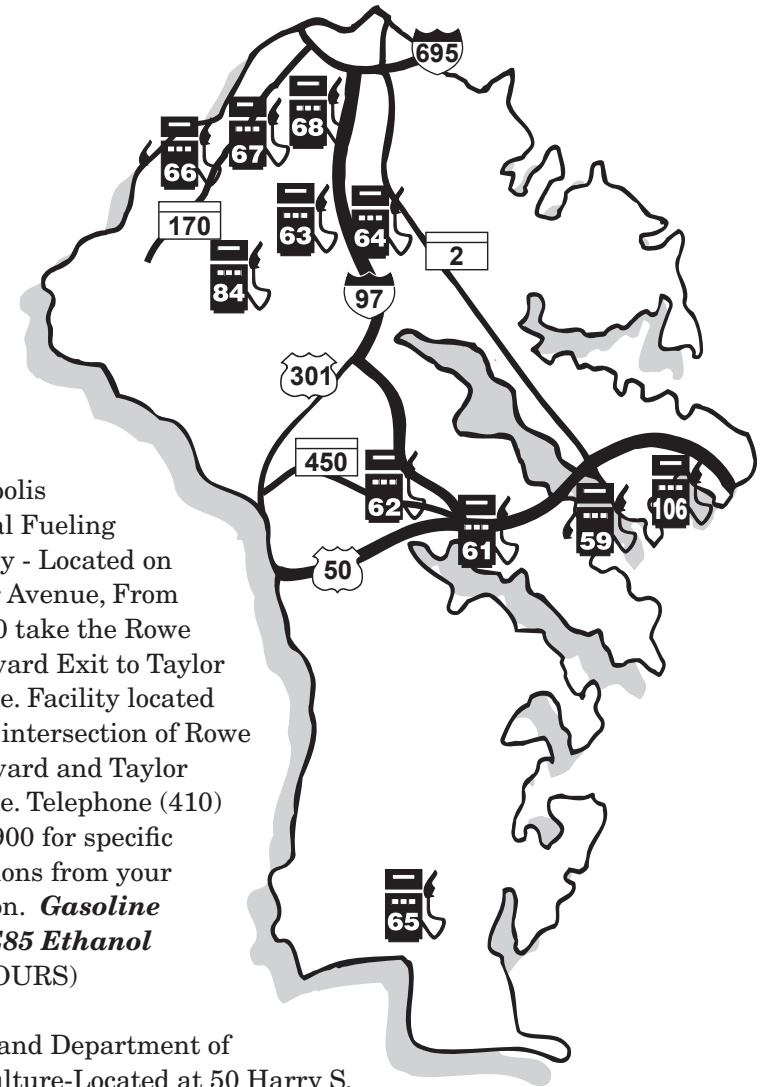 695
68
67
66
170
63
64
2
84
97
301
450
62
106
61
59
50
polis
al Fueling
y - Located on
r Avenue, From
0 take the Rowe
vard Exit to Taylor
e. Facility located
intersection of Rowe
vard and Taylor
e. Telephone (410)
900 for specific
ions from your
on. Gasoline
E85 Ethanol
OURS)
65
and Department of
ulture-Located at 50 Harry S.